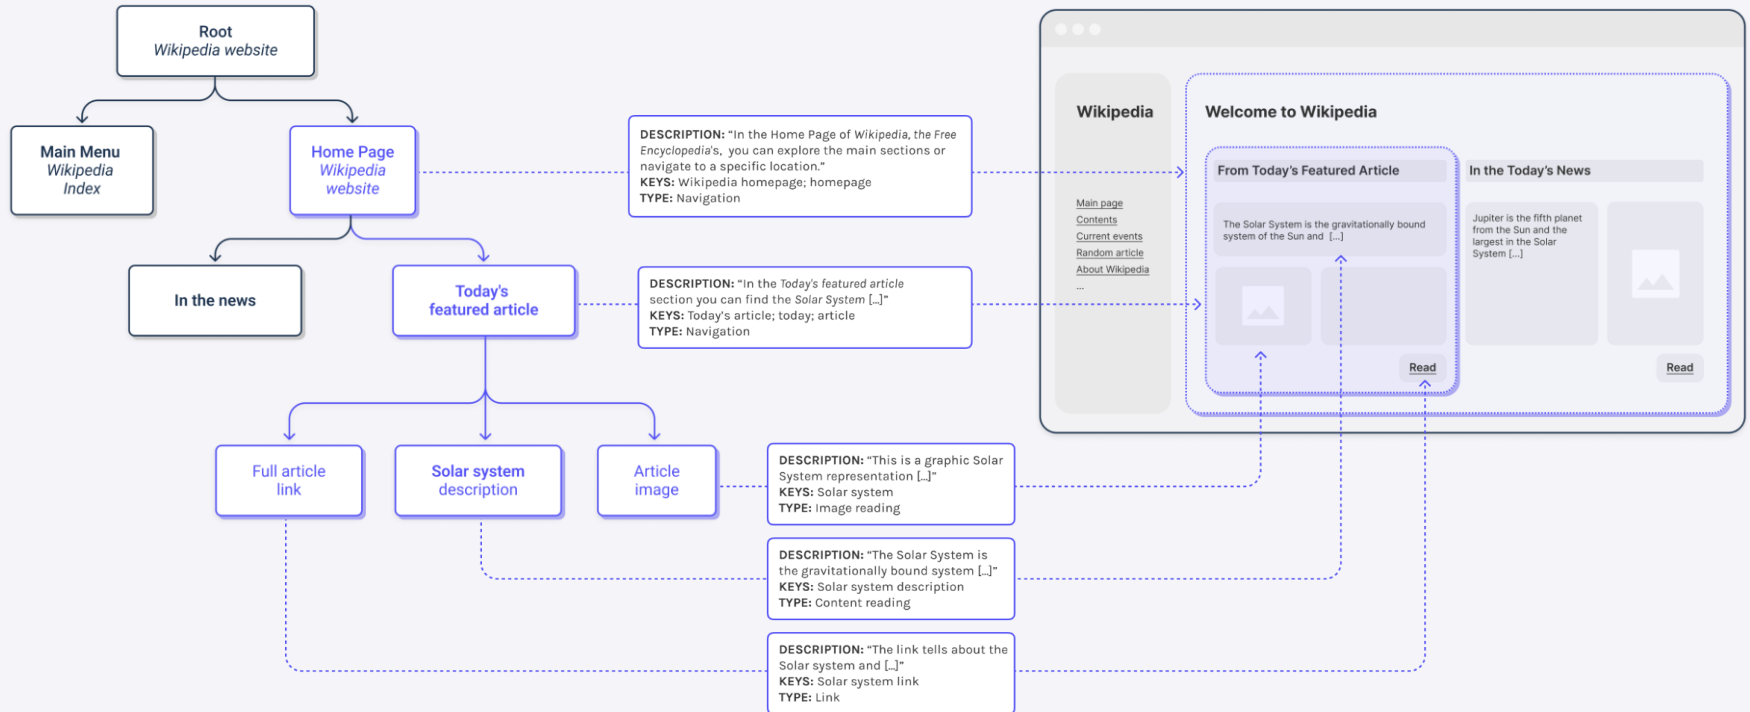 Root
Wikipedia website
Main Menu
Wikipedia
Index
Home Page
Wikipedia
website
In the news
Today's
featured article
Full article
link
Solar system
description
Article
image
DESCRIPTION: “In the Home Page of Wikipedia, the Free
Encyclopedia's, you can explore the main sections or
navigate to a specific location.”
KEYS: Wikipedia homepage; homepage
TYPE: Navigation
DESCRIPTION: “In the Today's featured article
section you can find the Solar System [...]”
KEYS: Today’s article; today; article
TYPE: Navigation
DESCRIPTION: “This is a graphic Solar
System representation [...]”
KEYS: Solar system
TYPE: Image reading
DESCRIPTION: “The Solar System is
the gravitationally bound system [...]”
KEYS: Solar system description
TYPE: Content reading
DESCRIPTION: “The link tells about the
Solar system and [...]”
KEYS: Solar system link
TYPE: Link
Wikipedia
Main page
Contents
Current events
Random article
About Wikipedia
...
Welcome to Wikipedia
From Today’s Featured Article
The Solar System is the gravitationally bound
system of the Sun and [...]
Read
In the Today’s News
Jupiter is the fifth planet
from the Sun and the
largest in the Solar
System [...]
Read